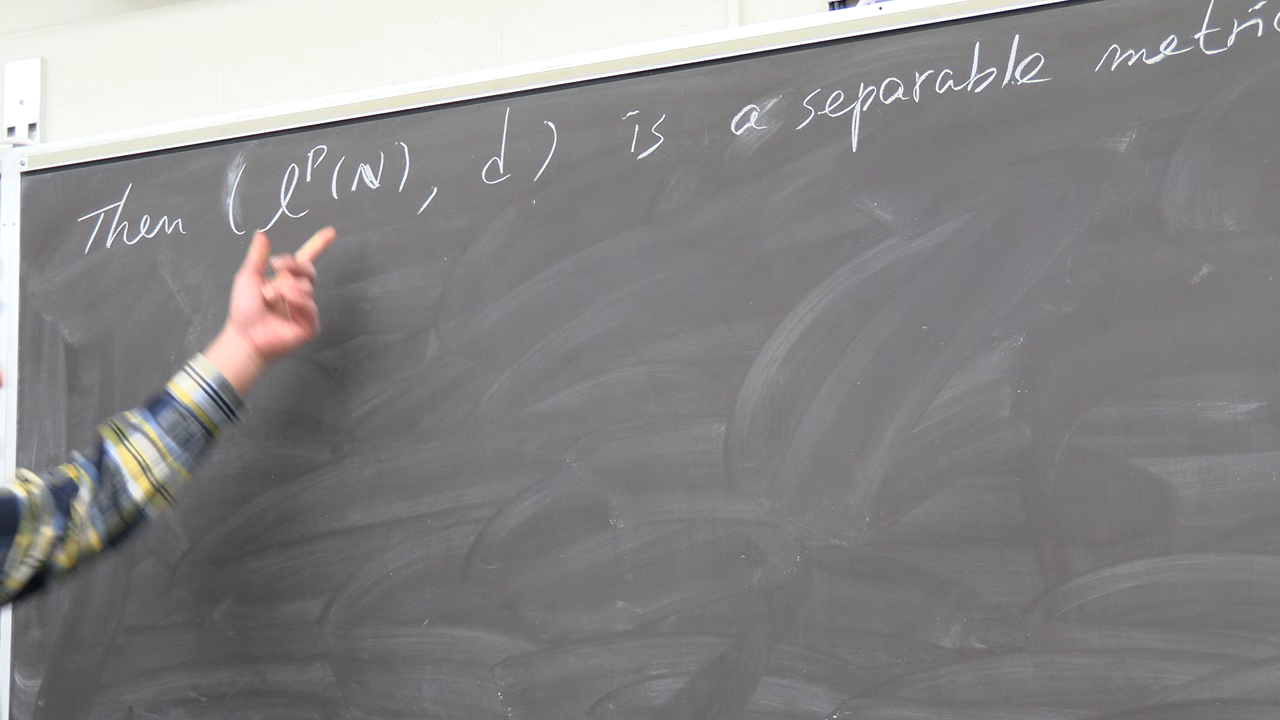 Then (ℓᵖ(ℕ), d) is a separable metric